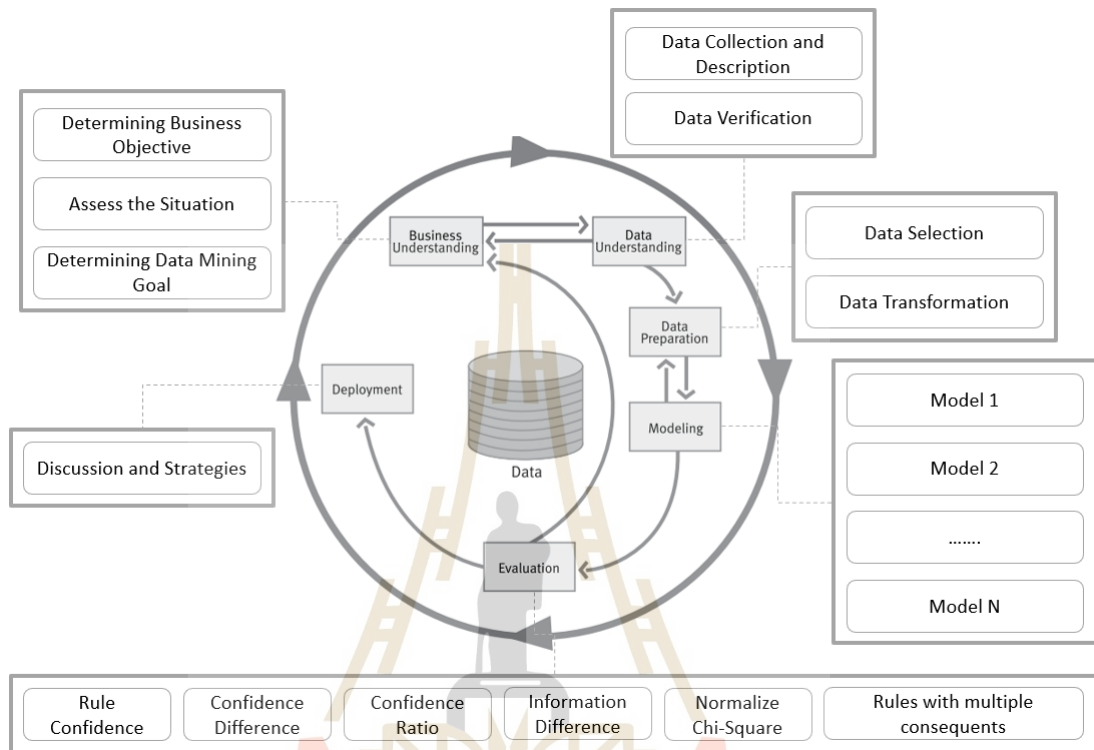 Data Collection and
Description
Data Verification
Determining Business
Objective
Assess the Situation
Determining Data Mining
Goal
Business
Understanding
Data
Understanding
Data Selection
Data Transformation
Data
Preparation
Deployment
Modeling
Model 1
Model 2
.......
Model N
Discussion and Strategies
Data
Evaluation
Rule
Confidence
Confidence
Difference
Confidence
Ratio
Information
Difference
Normalize
Chi-Square
Rules with multiple
consequents